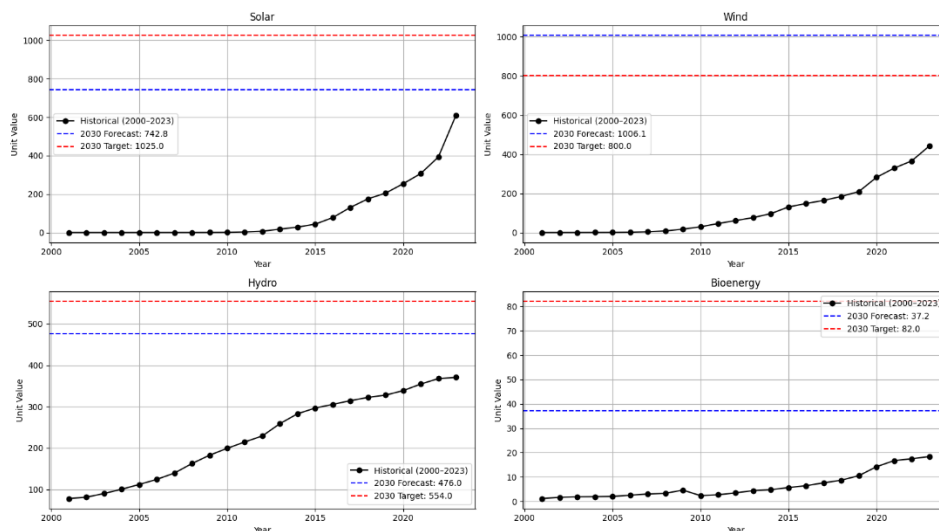 Solar
Unit Value
1000
800
600
400
200
0
Historical (2000–2023)
2030 Forecast: 742.8
2030 Target: 1025.0
2000
2005
2010
2015
2020
Year
Wind
Unit Value
1000
800
600
400
200
0
Historical (2000–2023)
2030 Forecast: 1006.1
2030 Target: 800.0
2000
2005
2010
2015
2020
Year
Hydro
Unit Value
500
400
300
200
100
Historical (2000–2023)
2030 Forecast: 476.0
2030 Target: 554.0
2000
2005
2010
2015
2020
Year
Bioenergy
Unit Value
80
70
60
50
40
30
20
10
0
Historical (2000–2023)
2030 Forecast: 37.2
2030 Target: 82.0
2000
2005
2010
2015
2020
Year